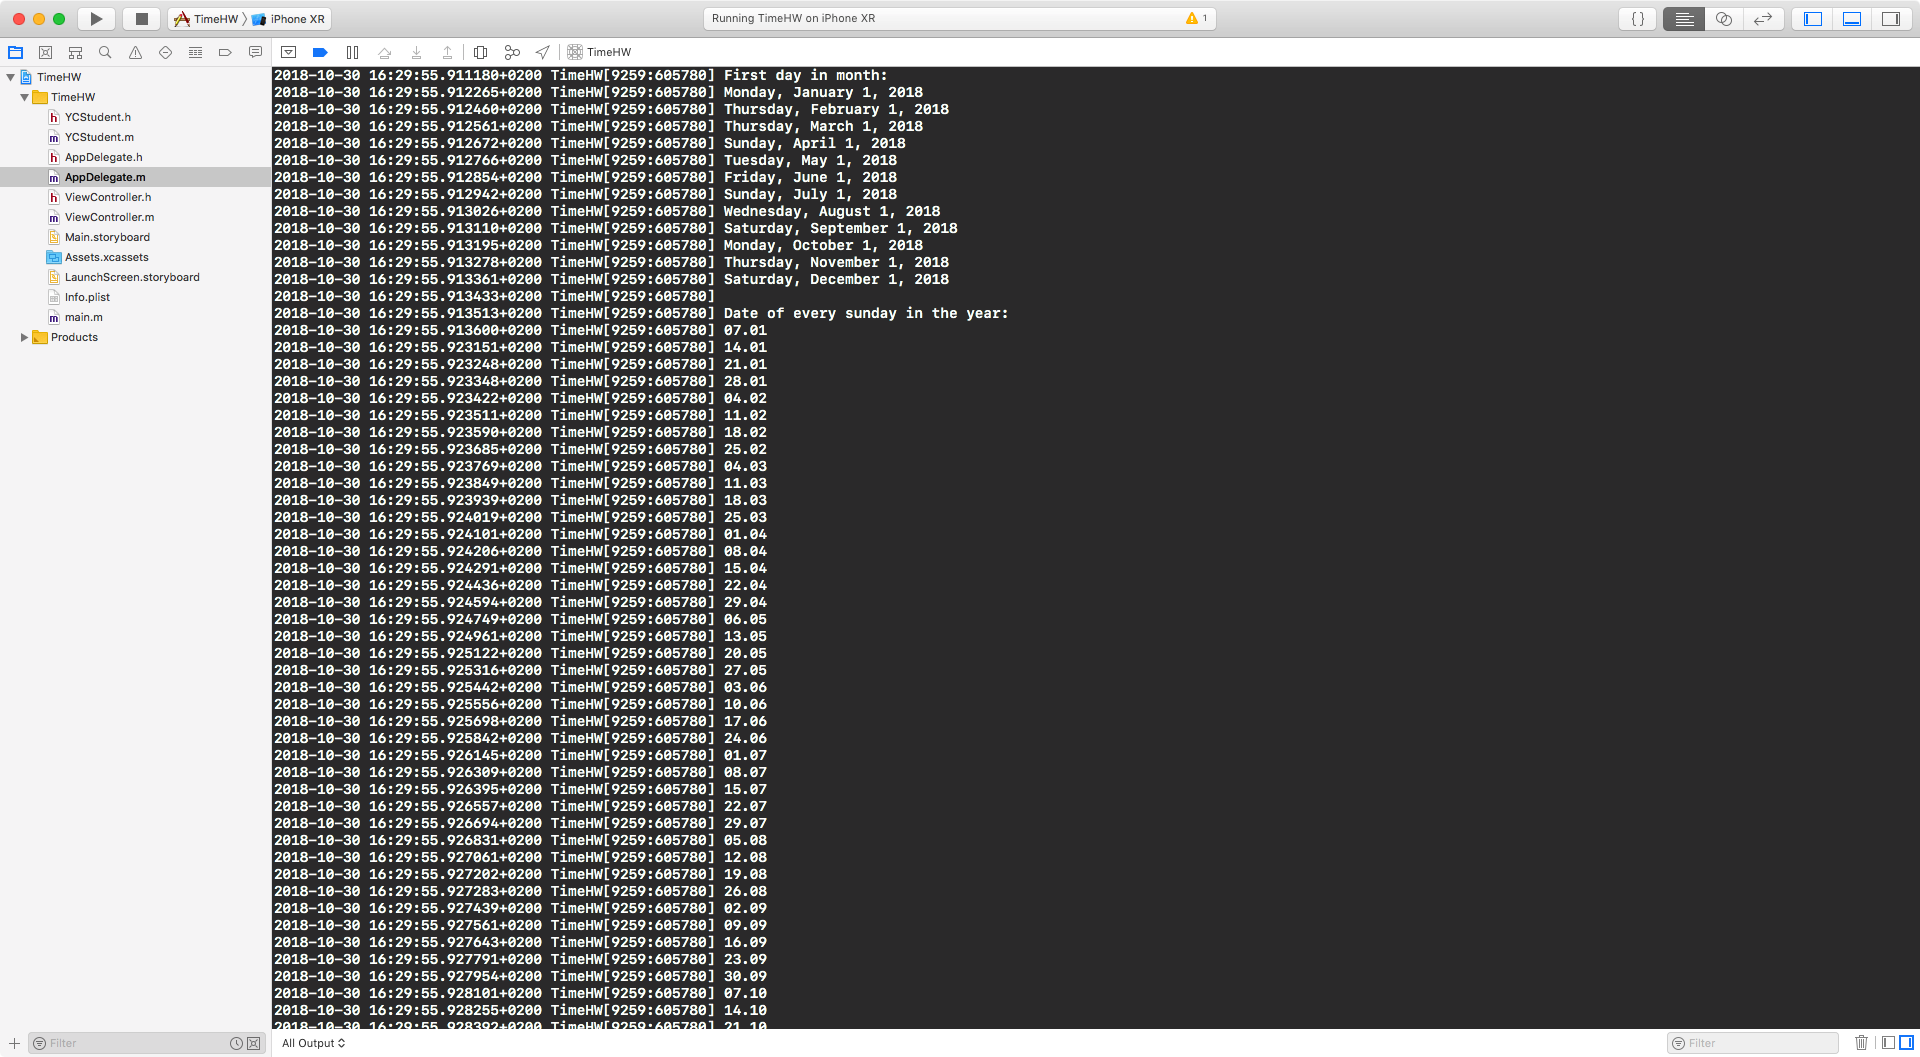 TimeHW 〉 iPhone XR
Running TimeHW on iPhone XR
1
TimeHW
TimeHW
TimeHW
YCStudent.h
YCStudent.m
AppDelegate.h
AppDelegate.m
ViewController.h
ViewController.m
Main.storyboard
Assets.xcassets
LaunchScreen.storyboard
Info.plist
main.m
Products
2018-10-30 16:29:55.911180+0200 TimeHW[9259:605780] First day in month:
2018-10-30 16:29:55.912265+0200 TimeHW[9259:605780] Monday, January 1, 2018
2018-10-30 16:29:55.912460+0200 TimeHW[9259:605780] Thursday, February 1, 2018
2018-10-30 16:29:55.912561+0200 TimeHW[9259:605780] Thursday, March 1, 2018
2018-10-30 16:29:55.912672+0200 TimeHW[9259:605780] Sunday, April 1, 2018
2018-10-30 16:29:55.912766+0200 TimeHW[9259:605780] Tuesday, May 1, 2018
2018-10-30 16:29:55.912854+0200 TimeHW[9259:605780] Friday, June 1, 2018
2018-10-30 16:29:55.912942+0200 TimeHW[9259:605780] Sunday, July 1, 2018
2018-10-30 16:29:55.913026+0200 TimeHW[9259:605780] Wednesday, August 1, 2018
2018-10-30 16:29:55.913110+0200 TimeHW[9259:605780] Saturday, September 1, 2018
2018-10-30 16:29:55.913195+0200 TimeHW[9259:605780] Monday, October 1, 2018
2018-10-30 16:29:55.913278+0200 TimeHW[9259:605780] Thursday, November 1, 2018
2018-10-30 16:29:55.913361+0200 TimeHW[9259:605780] Saturday, December 1, 2018
2018-10-30 16:29:55.913433+0200 TimeHW[9259:605780]
2018-10-30 16:29:55.913513+0200 TimeHW[9259:605780] Date of every sunday in the year:
2018-10-30 16:29:55.913600+0200 TimeHW[9259:605780] 07.01
2018-10-30 16:29:55.923151+0200 TimeHW[9259:605780] 14.01
2018-10-30 16:29:55.923248+0200 TimeHW[9259:605780] 21.01
2018-10-30 16:29:55.923348+0200 TimeHW[9259:605780] 28.01
2018-10-30 16:29:55.923422+0200 TimeHW[9259:605780] 04.02
2018-10-30 16:29:55.923511+0200 TimeHW[9259:605780] 11.02
2018-10-30 16:29:55.923590+0200 TimeHW[9259:605780] 18.02
2018-10-30 16:29:55.923685+0200 TimeHW[9259:605780] 25.02
2018-10-30 16:29:55.923769+0200 TimeHW[9259:605780] 04.03
2018-10-30 16:29:55.923849+0200 TimeHW[9259:605780] 11.03
2018-10-30 16:29:55.923939+0200 TimeHW[9259:605780] 18.03
2018-10-30 16:29:55.924019+0200 TimeHW[9259:605780] 25.03
2018-10-30 16:29:55.924101+0200 TimeHW[9259:605780] 01.04
2018-10-30 16:29:55.924206+0200 TimeHW[9259:605780] 08.04
2018-10-30 16:29:55.924291+0200 TimeHW[9259:605780] 15.04
2018-10-30 16:29:55.924436+0200 TimeHW[9259:605780] 22.04
2018-10-30 16:29:55.924594+0200 TimeHW[9259:605780] 29.04
2018-10-30 16:29:55.924749+0200 TimeHW[9259:605780] 06.05
2018-10-30 16:29:55.924961+0200 TimeHW[9259:605780] 13.05
2018-10-30 16:29:55.925122+0200 TimeHW[9259:605780] 20.05
2018-10-30 16:29:55.925316+0200 TimeHW[9259:605780] 27.05
2018-10-30 16:29:55.925442+0200 TimeHW[9259:605780] 03.06
2018-10-30 16:29:55.925556+0200 TimeHW[9259:605780] 10.06
2018-10-30 16:29:55.925698+0200 TimeHW[9259:605780] 17.06
2018-10-30 16:29:55.925842+0200 TimeHW[9259:605780] 24.06
2018-10-30 16:29:55.926145+0200 TimeHW[9259:605780] 01.07
2018-10-30 16:29:55.926309+0200 TimeHW[9259:605780] 08.07
2018-10-30 16:29:55.926395+0200 TimeHW[9259:605780] 15.07
2018-10-30 16:29:55.926557+0200 TimeHW[9259:605780] 22.07
2018-10-30 16:29:55.926694+0200 TimeHW[9259:605780] 29.07
2018-10-30 16:29:55.926831+0200 TimeHW[9259:605780] 05.08
2018-10-30 16:29:55.927061+0200 TimeHW[9259:605780] 12.08
2018-10-30 16:29:55.927202+0200 TimeHW[9259:605780] 19.08
2018-10-30 16:29:55.927283+0200 TimeHW[9259:605780] 26.08
2018-10-30 16:29:55.927439+0200 TimeHW[9259:605780] 02.09
2018-10-30 16:29:55.927561+0200 TimeHW[9259:605780] 09.09
2018-10-30 16:29:55.927643+0200 TimeHW[9259:605780] 16.09
2018-10-30 16:29:55.927791+0200 TimeHW[9259:605780] 23.09
2018-10-30 16:29:55.927954+0200 TimeHW[9259:605780] 30.09
2018-10-30 16:29:55.928101+0200 TimeHW[9259:605780] 07.10
2018-10-30 16:29:55.928255+0200 TimeHW[9259:605780] 14.10
2018-10-30 16:29:55.928392+0200 TimeHW[9259:605780] 21.10
Filter
All Output
Filter